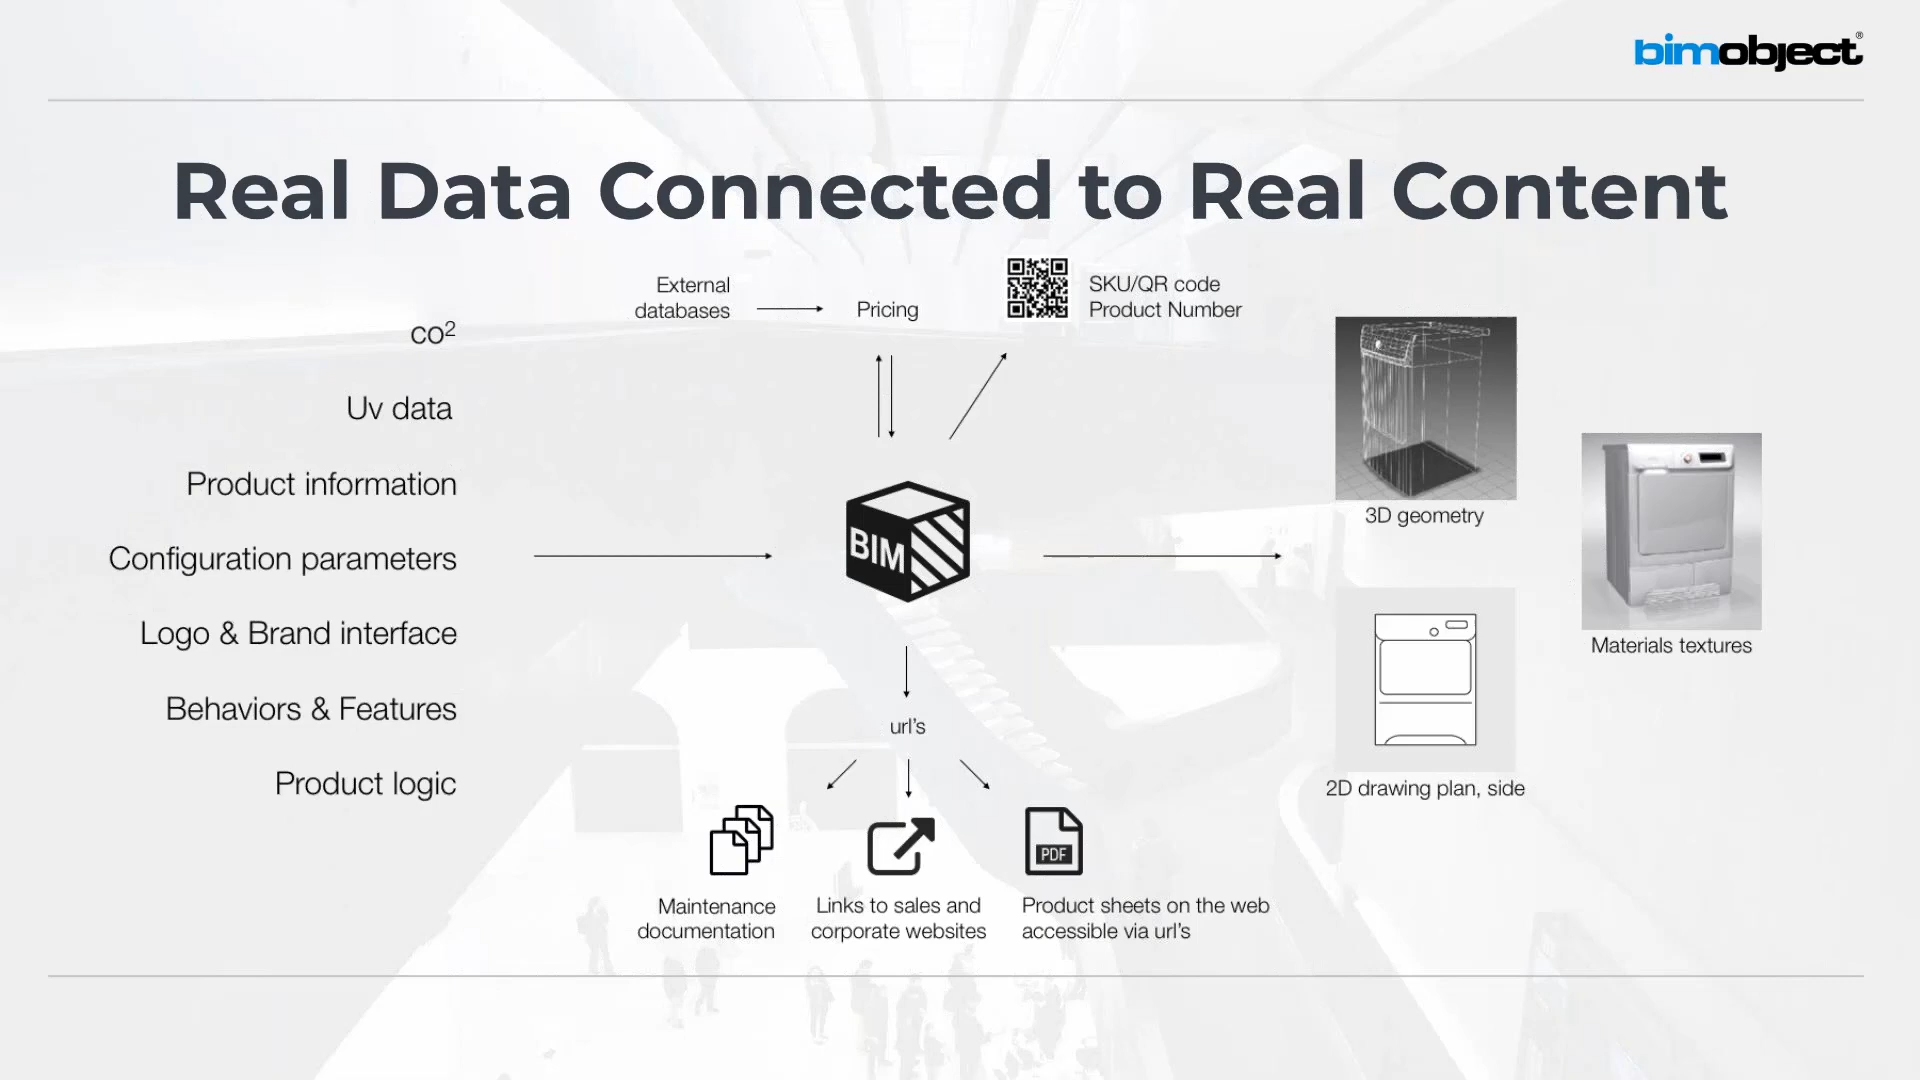 bimobject®
Real Data Connected to Real Content
External
databases
Pricing
SKU/QR code
Product Number
co²
Uv data
Product information
Configuration parameters
Logo & Brand interface
Behaviors & Features
Product logic
BIM
3D geometry
Materials textures
2D drawing plan, side
url's
PDF
Maintenance
documentation
Links to sales and
corporate websites
Product sheets on the web
accessible via url's